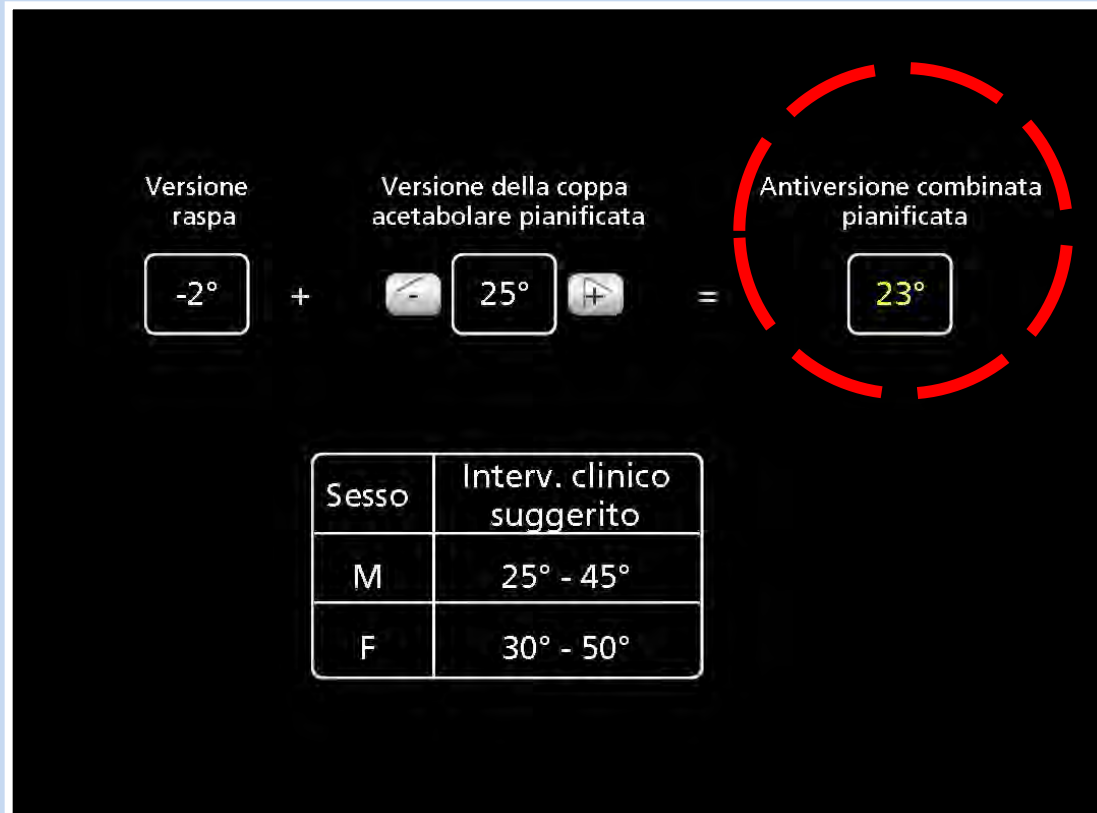 Versione
raspa
Versione della coppa
acetabolare pianificata
Antiversione combinata
pianificata
-2° + - 25° + = 23°
Sesso
Interv. clinico
suggerito
M 25° - 45°
F 30° - 50°